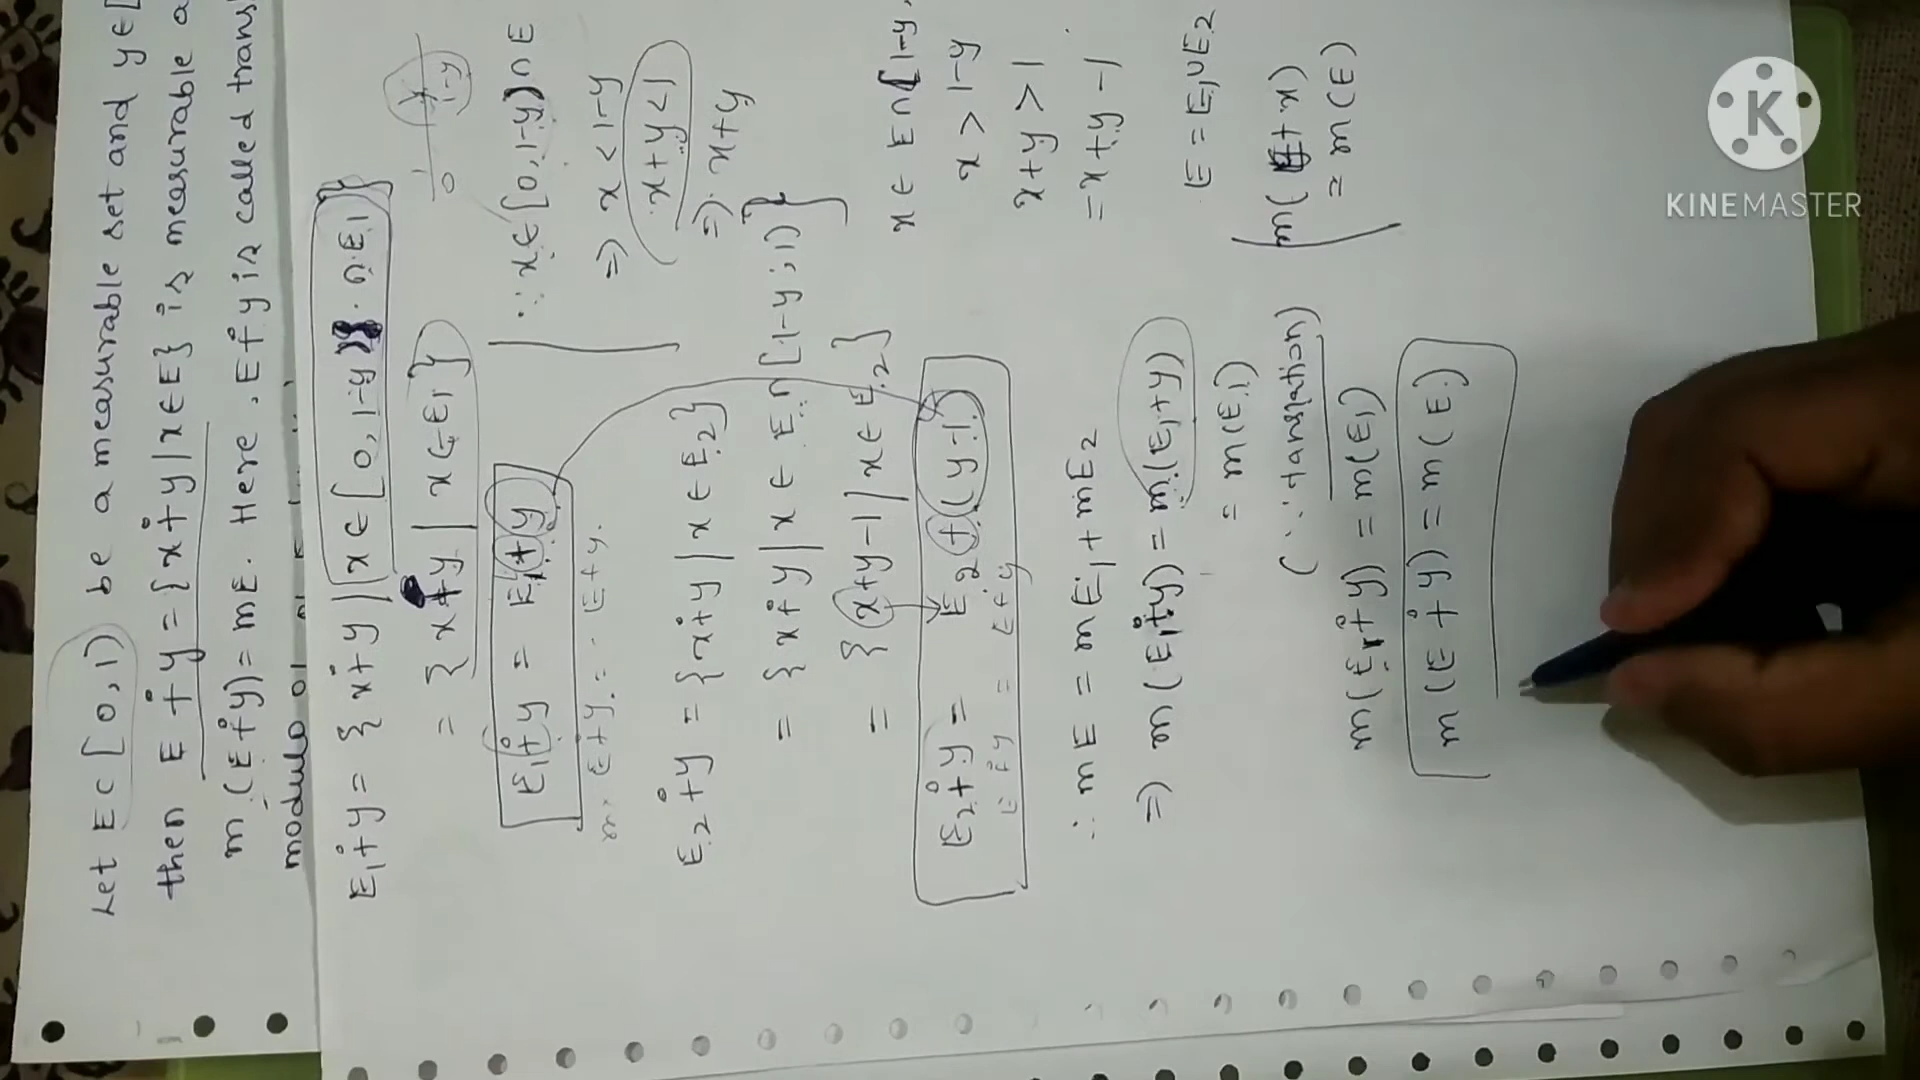 Let E ⊂ [0,1) be a measurable set and y ∈ [
then E ∔ y = {x ∔ y | x ∈ E} is measurable a
m (E ∔ y) = mE. Here, E ∔ y is called trans
modulo
E₁ ∔ y = {x ∔ y | x ∈ [0, 1-y) ∩ E}
= {x + y | x ∈ E₁}
0 1-y
E₁ ∔ y = E₁ + y
E ∔ y = E + y
∴ x ∈ [0, 1-y) ∩ E
⇒ x < 1-y
x + y < 1
⇒ x + y
E₂ ∔ y = {x ∔ y | x ∈ E₂}
= {x ∔ y | x ∈ E ∩ [1-y, 1)}
= {x + y - 1 | x ∈ E₂}
E₂ ∔ y = E₂ + (y-1)
E ∔ y = E + y
x ∈ E ∩ [1-y,
x > 1-y
x + y > 1
= x + y - 1
∴ mE = mE₁ + mE₂
E = E₁ ∪ E₂
⇒ m(E₁ ∔ y) = m(E₁ + y)
= m(E₁)
(∵ translation)
m(E + x)
= m(E)
m(E₁ ∔ y) = m(E₁)
m(E ∔ y) = m(E)
K
KINEMASTER